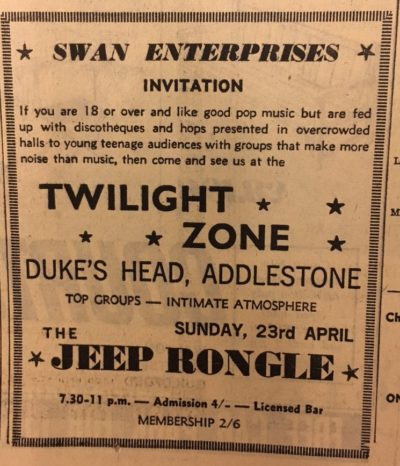 ★ SWAN ENTERPRISES ★
INVITATION
If you are 18 or over and like good pop music but are fed
up with discotheques and hops presented in overcrowded
halls to young teenage audiences with groups that make more
noise than music, then come and see us at the
TWILIGHT ★ ★
★ ★ ZONE ★
DUKE'S HEAD, ADDLESTONE
TOP GROUPS — INTIMATE ATMOSPHERE
SUNDAY, 23rd APRIL
THE
★ JEEP RONGLE ★
7.30-11 p.m. — Admission 4/- — Licensed Bar
MEMBERSHIP 2/6
L
M
Ch
ON